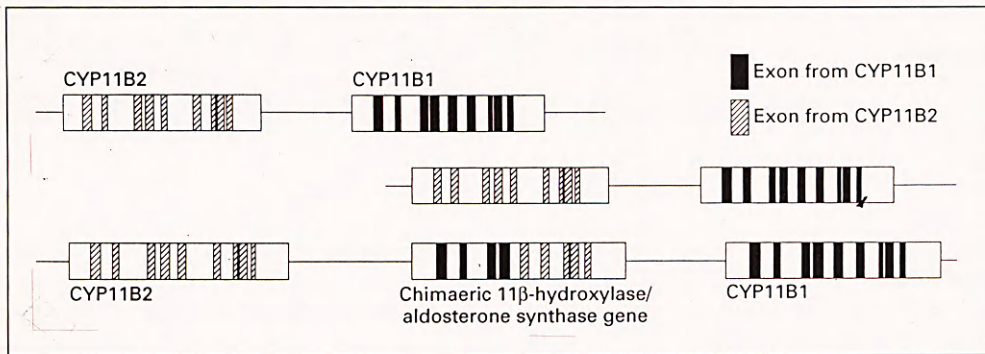 CYP11B2
CYP11B1
Exon from CYP11B1
Exon from CYP11B2
CYP11B2
Chimaeric 11β-hydroxylase/
aldosterone synthase gene
CYP11B1